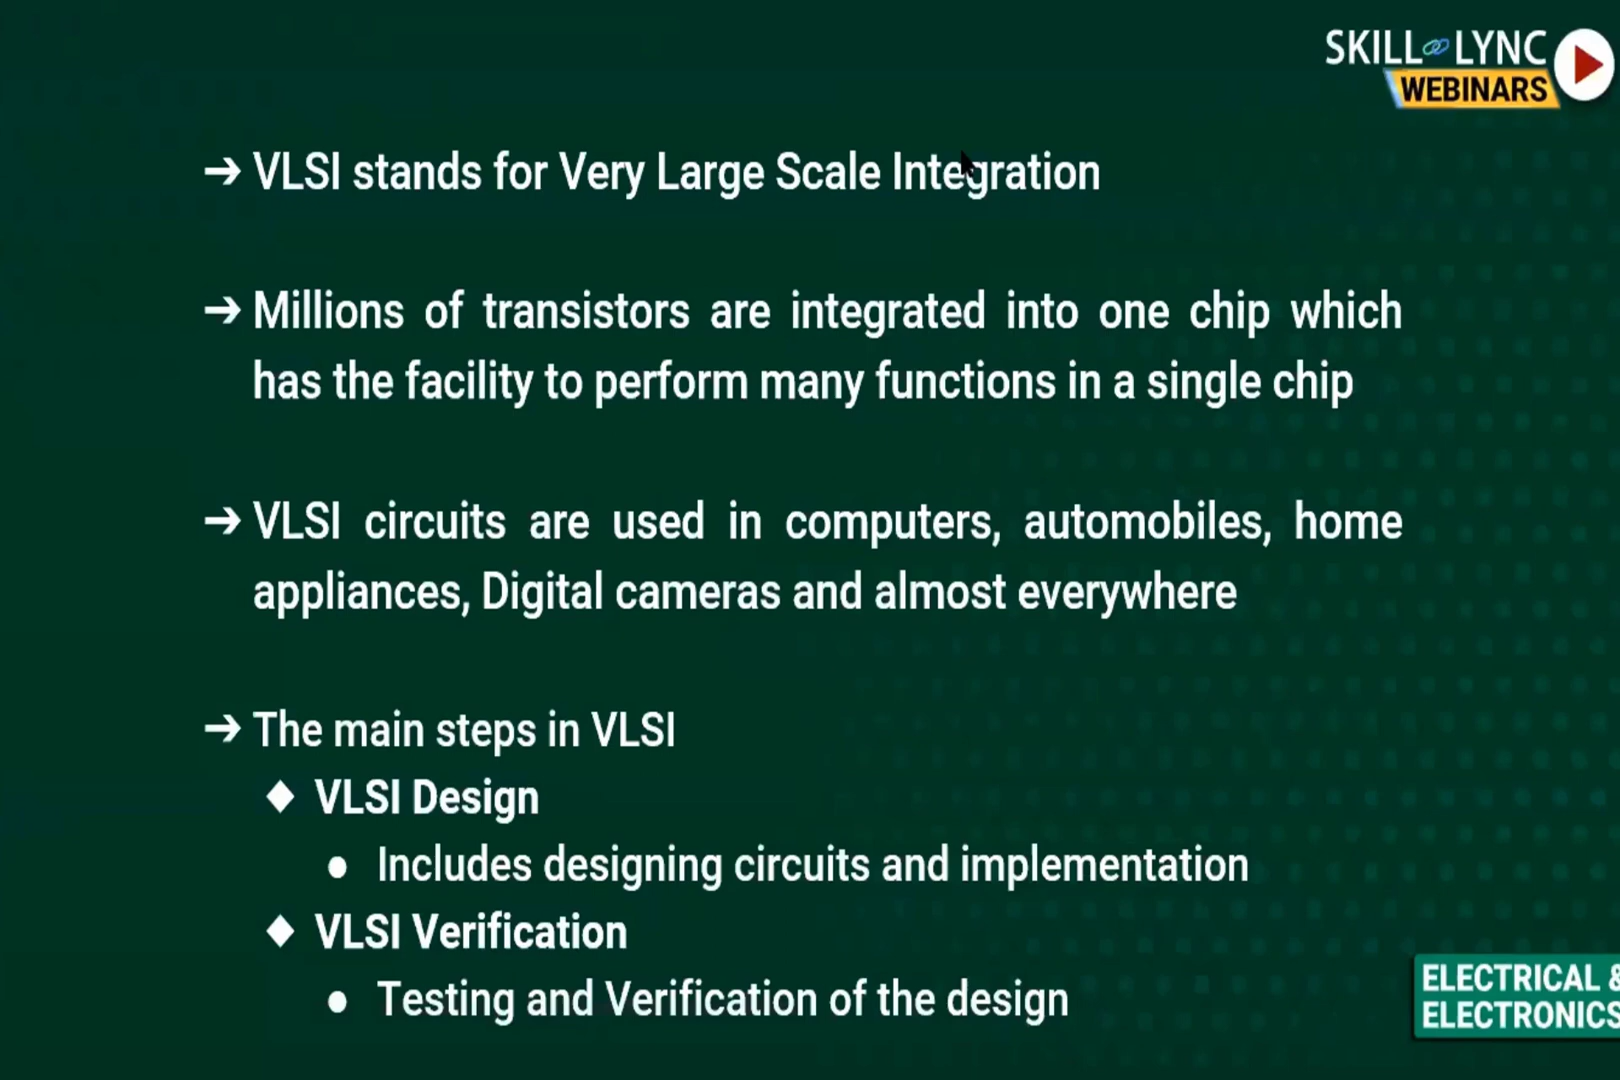 SKILL LYNC
WEBINARS
→ VLSI stands for Very Large Scale Integration
→ Millions of transistors are integrated into one chip which
has the facility to perform many functions in a single chip
→ VLSI circuits are used in computers, automobiles, home
appliances, Digital cameras and almost everywhere
→ The main steps in VLSI
◆ VLSI Design
● Includes designing circuits and implementation
◆ VLSI Verification
● Testing and Verification of the design
ELECTRICAL &
ELECTRONICS